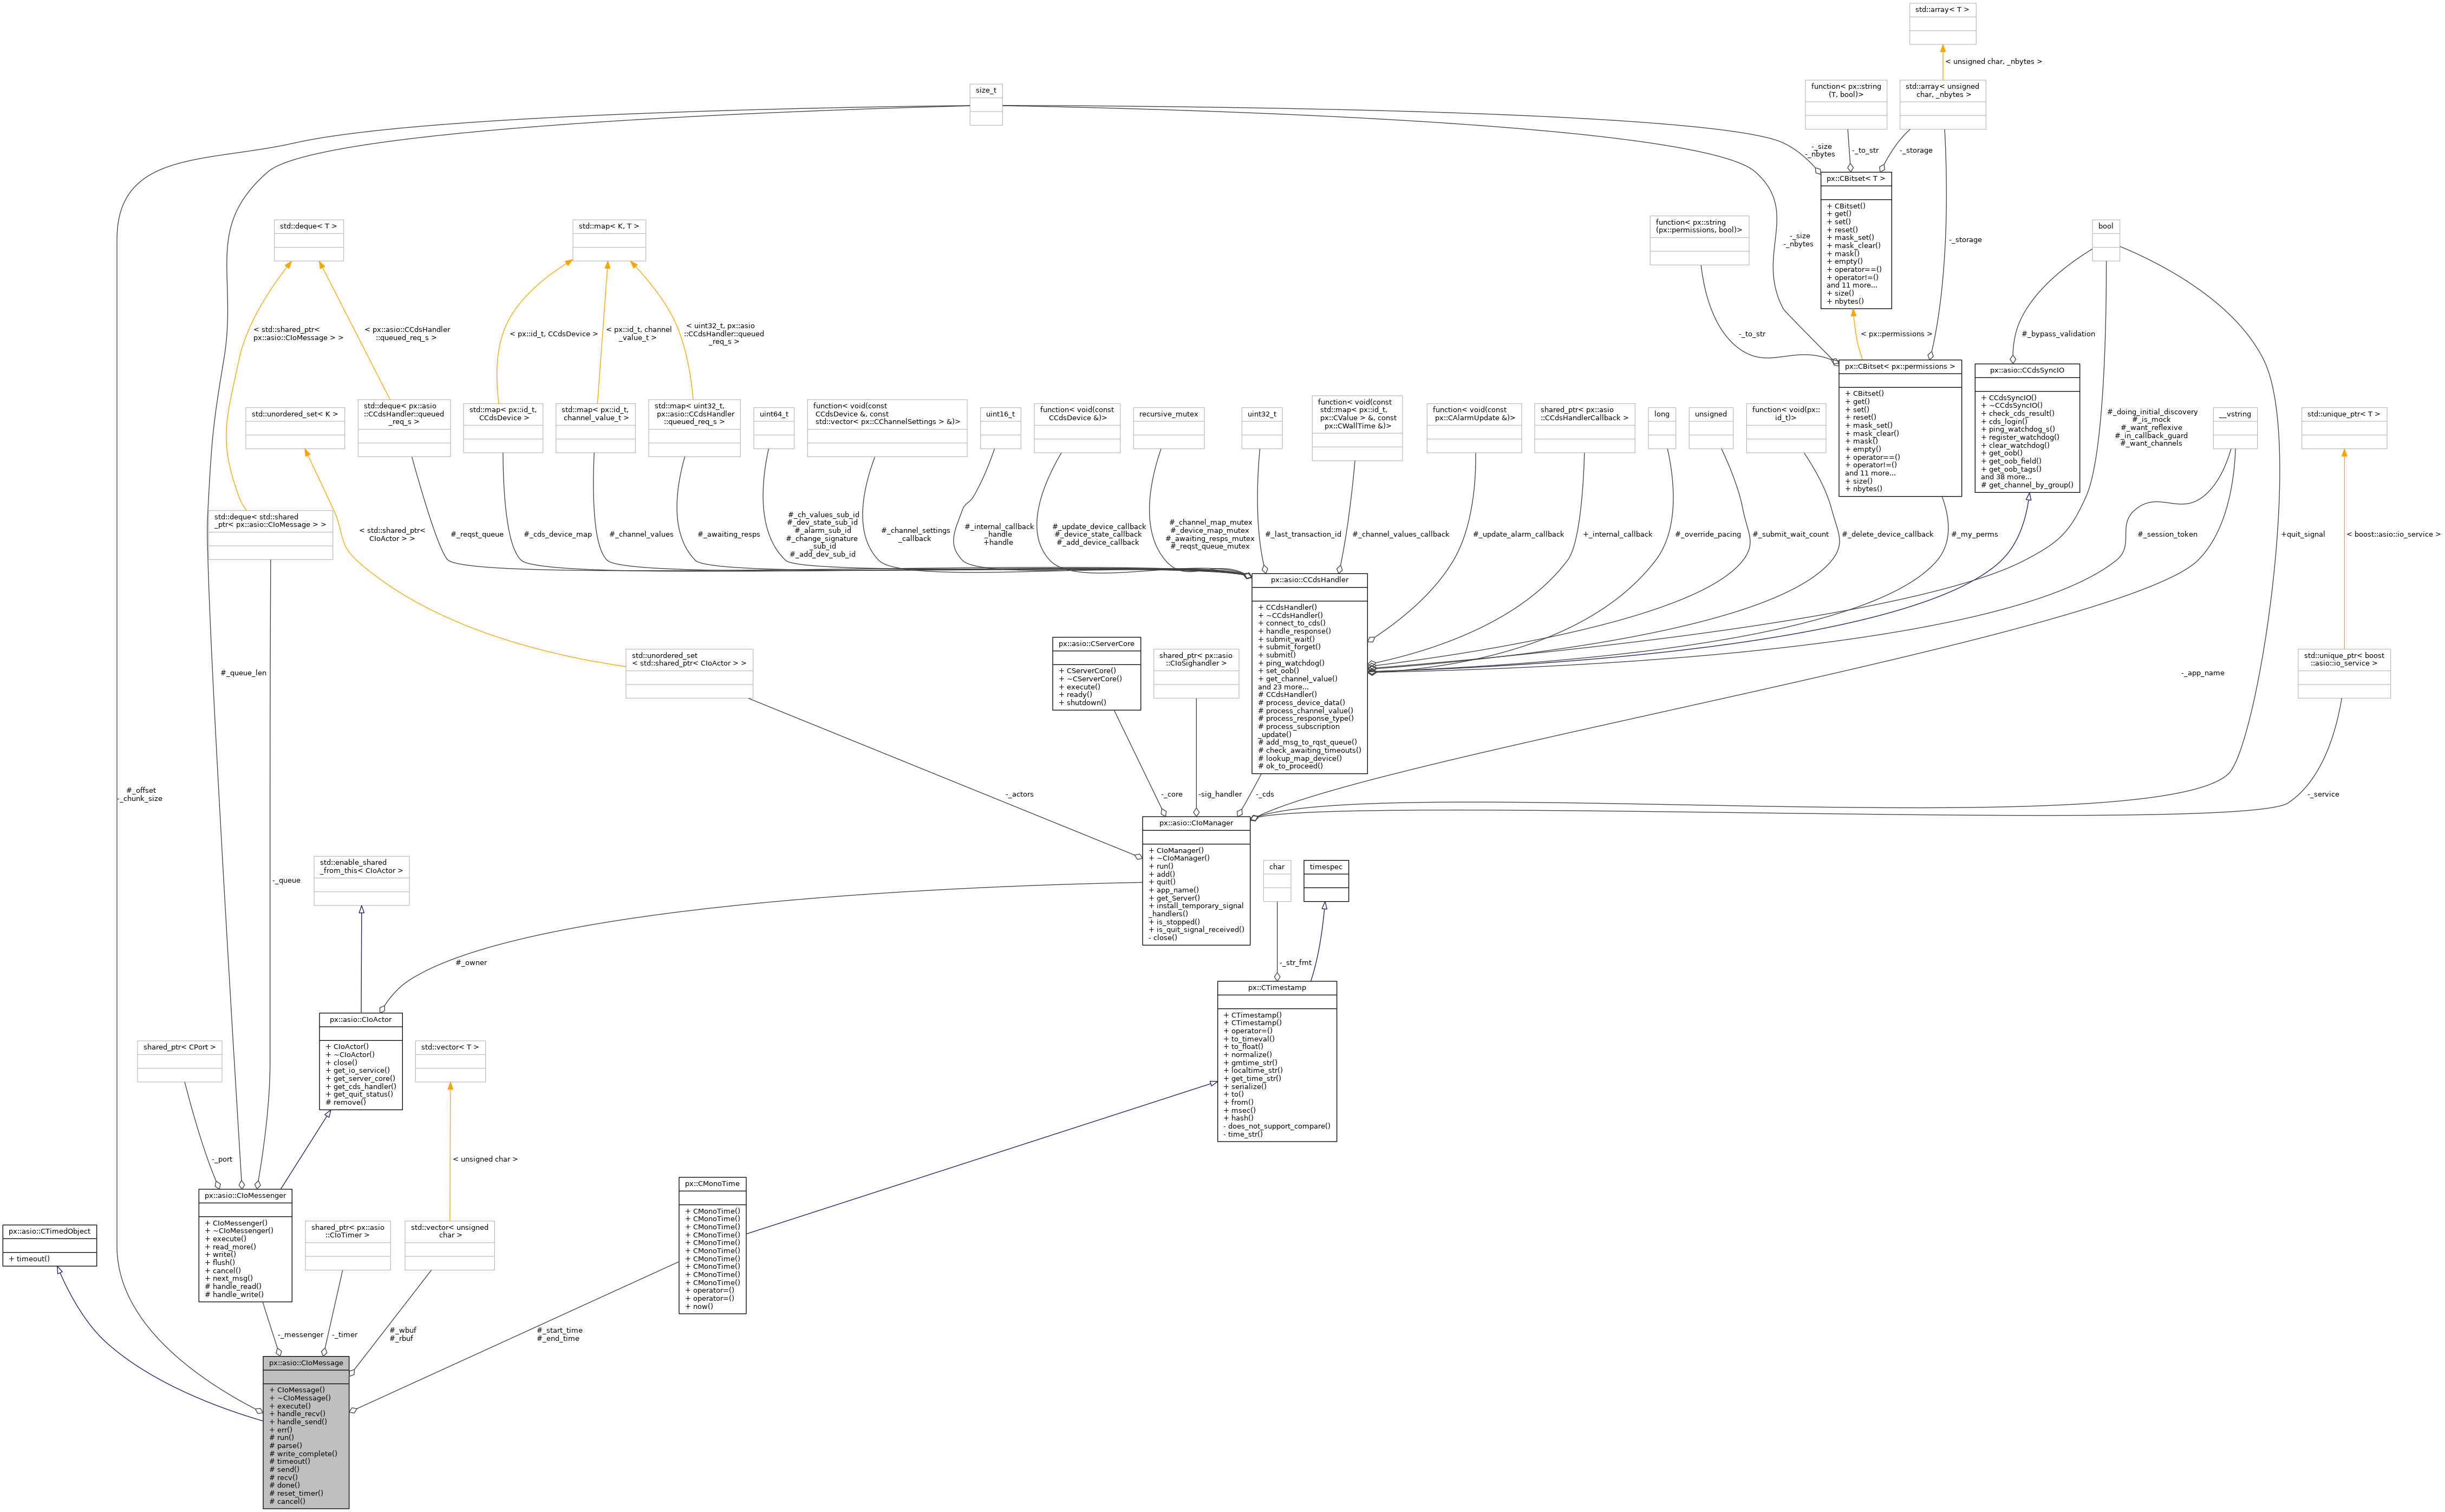 std::array< T >
< unsigned char, _nbytes >
size_t
function< px::string
(T, bool)>
std::array< unsigned
char, _nbytes >
-_size
-_nbytes
-_to_str
-_storage
px::CBitset< T >
+ CBitset()
+ get()
+ set()
+ reset()
+ mask_set()
+ mask_clear()
+ mask()
+ empty()
+ operator==()
+ operator!=()
and 11 more...
+ size()
+ nbytes()
std::deque< T >
std::map< K, T >
function< px::string
(px::permissions, bool)>
-_size
-_nbytes
-_storage
bool
< std::shared_ptr<
px::asio::CIoMessage > >
< px::asio::CCdsHandler
::queued_req_s >
< px::id_t, CCdsDevice >
< px::id_t, channel
_value_t >
< uint32_t, px::asio
::CCdsHandler::queued
_req_s >
-_to_str
< px::permissions >
#_bypass_validation
px::CBitset< px::permissions >
+ CBitset()
+ get()
+ set()
+ reset()
+ mask_set()
+ mask_clear()
+ mask()
+ empty()
+ operator==()
+ operator!=()
and 11 more...
+ size()
+ nbytes()
px::asio::CCdsSyncIO
+ CCdsSyncIO()
+ ~CCdsSyncIO()
+ check_cds_result()
+ cds_login()
+ ping_watchdog_s()
+ register_watchdog()
+ clear_watchdog()
+ get_oob()
+ get_oob_field()
+ get_oob_tags()
and 38 more...
# get_channel_by_group()
#_doing_initial_discovery
#_is_mock
#_want_reflexive
#_in_callback_guard
#_want_channels
__vstring
std::unique_ptr< T >
std::unordered_set< K >
std::deque< px::asio
::CCdsHandler::queued
_req_s >
std::map< px::id_t,
CCdsDevice >
std::map< px::id_t,
channel_value_t >
std::map< uint32_t,
px::asio::CCdsHandler
::queued_req_s >
uint64_t
function< void(const
CCdsDevice &, const
std::vector< px::CChannelSettings > &)>
uint16_t
function< void(const
CCdsDevice &)>
recursive_mutex
uint32_t
function< void(const
std::map< px::id_t,
px::CValue > &, const
px::CWallTime &)>
function< void(const
px::CAlarmUpdate &)>
shared_ptr< px::asio
::CCdsHandlerCallback >
long
unsigned
function< void(px::
id_t)>
std::deque< std::shared
_ptr< px::asio::CIoMessage > >
< std::shared_ptr<
CIoActor > >
#_reqst_queue
#_cds_device_map
#_channel_values
#_awaiting_resps
#_ch_values_sub_id
#_dev_state_sub_id
#_alarm_sub_id
#_change_signature
_sub_id
#_add_dev_sub_id
#_channel_settings
_callback
#_internal_callback
_handle
+handle
#_update_device_callback
#_device_state_callback
#_add_device_callback
#_channel_map_mutex
#_device_map_mutex
#_awaiting_resps_mutex
#_reqst_queue_mutex
#_last_transaction_id
#_channel_values_callback
#_update_alarm_callback
+_internal_callback
#_override_pacing
#_submit_wait_count
#_delete_device_callback
#_my_perms
#_session_token
+quit_signal
< boost::asio::io_service >
px::asio::CCdsHandler
+ CCdsHandler()
+ ~CCdsHandler()
+ connect_to_cds()
+ handle_response()
+ submit_wait()
+ submit_forget()
+ submit()
+ ping_watchdog()
+ set_oob()
+ get_channel_value()
and 23 more...
# CCdsHandler()
# process_device_data()
# process_channel_value()
# process_response_type()
# process_subscription
_update()
# add_msg_to_rqst_queue()
# check_awaiting_timeouts()
# lookup_map_device()
# ok_to_proceed()
px::asio::CServerCore
+ CServerCore()
+ ~CServerCore()
+ execute()
+ ready()
+ shutdown()
shared_ptr< px::asio
::CIoSighandler >
std::unordered_set
< std::shared_ptr< CIoActor > >
std::unique_ptr< boost
::asio::io_service >
#_queue_len
-_app_name
#_offset
-_chunk_size
-_actors
-_core
-sig_handler
-_cds
-_service
px::asio::CIoManager
+ CIoManager()
+ ~CIoManager()
+ run()
+ add()
+ quit()
+ app_name()
+ get_Server()
+ install_temporary_signal
_handlers()
+ is_stopped()
+ is_quit_signal_received()
- close()
std::enable_shared
_from_this< CIoActor >
-_queue
char
timespec
#_owner
-_str_fmt
px::CTimestamp
+ CTimestamp()
+ CTimestamp()
+ operator=()
+ to_timeval()
+ to_float()
+ normalize()
+ gmtime_str()
+ localtime_str()
+ get_time_str()
+ serialize()
+ to()
+ from()
+ msec()
+ hash()
- does_not_support_compare()
- time_str()
px::asio::CIoActor
+ CIoActor()
+ ~CIoActor()
+ close()
+ get_io_service()
+ get_server_core()
+ get_cds_handler()
+ get_quit_status()
# remove()
shared_ptr< CPort >
std::vector< T >
-_port
< unsigned char >
px::asio::CIoMessenger
+ CIoMessenger()
+ ~CIoMessenger()
+ execute()
+ read_more()
+ write()
+ flush()
+ cancel()
+ next_msg()
# handle_read()
# handle_write()
px::CMonoTime
+ CMonoTime()
+ CMonoTime()
+ CMonoTime()
+ CMonoTime()
+ CMonoTime()
+ CMonoTime()
+ CMonoTime()
+ CMonoTime()
+ CMonoTime()
+ CMonoTime()
+ operator=()
+ operator=()
+ now()
px::asio::CTimedObject
+ timeout()
shared_ptr< px::asio
::CIoTimer >
std::vector< unsigned
char >
-_messenger
-_timer
#_wbuf
#_rbuf
#_start_time
#_end_time
px::asio::CIoMessage
+ CIoMessage()
+ ~CIoMessage()
+ execute()
+ handle_recv()
+ handle_send()
+ err()
# run()
# parse()
# write_complete()
# timeout()
# send()
# recv()
# done()
# reset_timer()
# cancel()